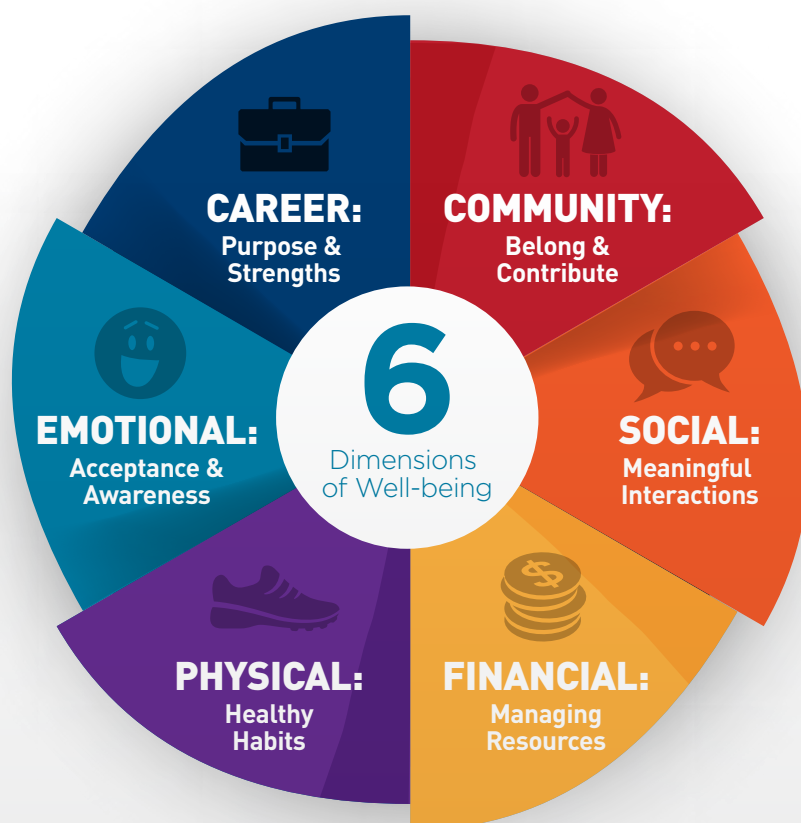 CAREER:
Purpose &
Strengths
COMMUNITY:
Belong &
Contribute
SOCIAL:
Meaningful
Interactions
FINANCIAL:
Managing
Resources
PHYSICAL:
Healthy
Habits
EMOTIONAL:
Acceptance &
Awareness
6
Dimensions
of Well-being
$